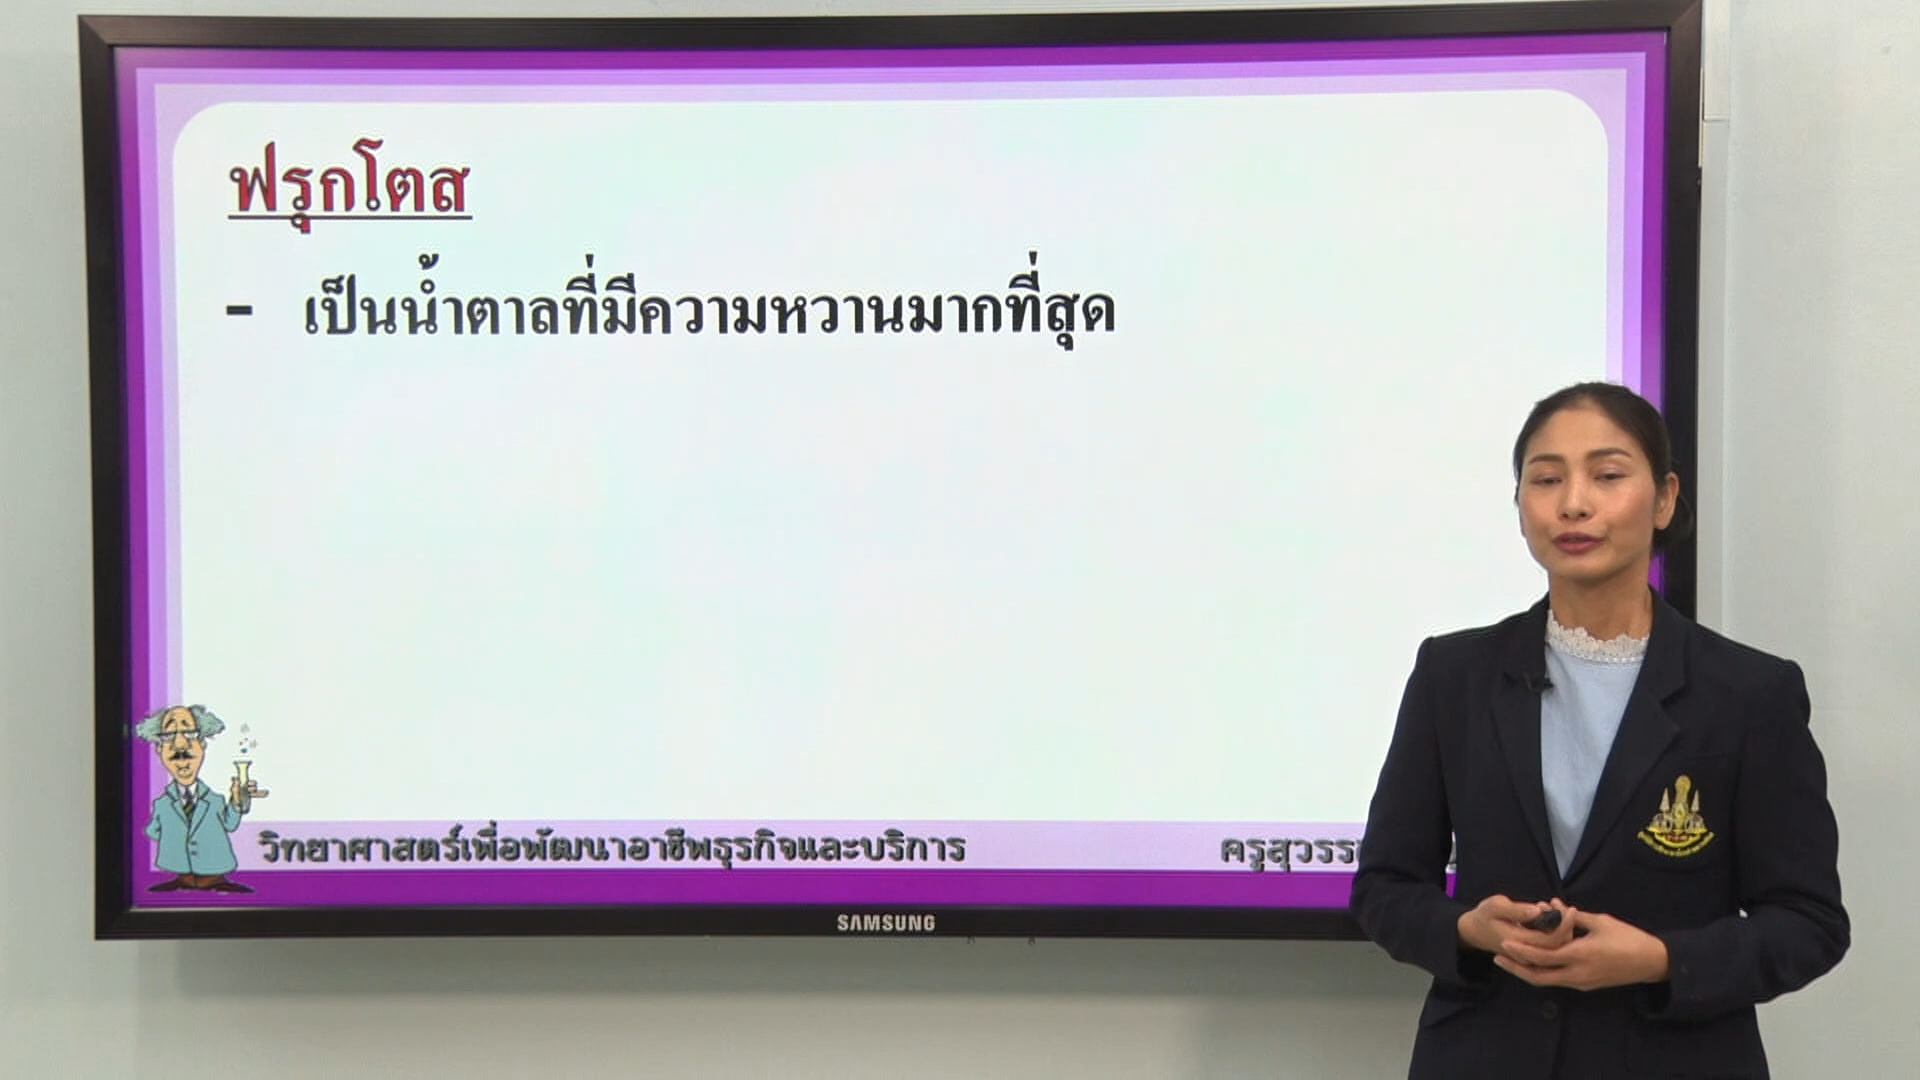 ฟรุกโตส
- เป็นน้ำตาลที่มีความหวานมากที่สุด
วิทยาศาสตร์เพื่อพัฒนาอาชีพธุรกิจและบริการ
SAMSUNG